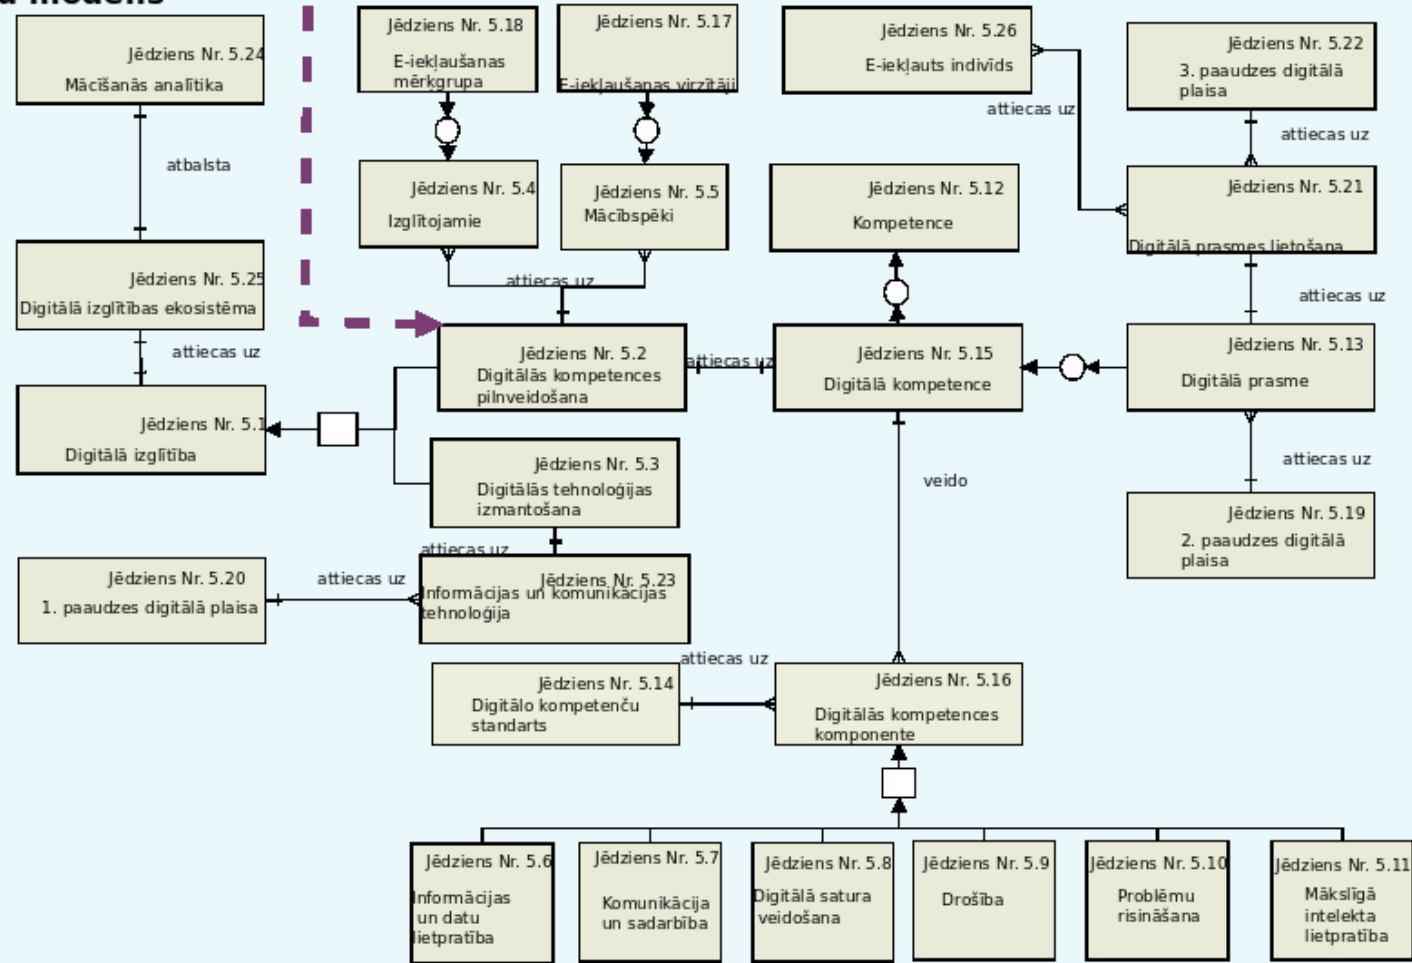 modelis
Jēdziens Nr. 5.24
Mācīšanās analītika
Jēdziens Nr. 5.18
E-iekļaušanas
mērķgrupa
Jēdziens Nr. 5.17
E-iekļaušanas virzītāji
Jēdziens Nr. 5.26
E-iekļauts indivīds
Jēdziens Nr. 5.22
3. paaudzes digitālā
plaisa
attiecas uz
attiecas uz
atbalsta
Jēdziens Nr. 5.4
Izglītojamie
Jēdziens Nr. 5.5
Mācībspēki
Jēdziens Nr. 5.12
Kompetence
Jēdziens Nr. 5.21
Digitālā prasmes lietošana
Jēdziens Nr. 5.25
Digitālā izglītības ekosistēma
attiecas uz
attiecas uz
attiecas uz
Jēdziens Nr. 5.2
Digitālās kompetences
pilnveidošana
attiecas uz
Jēdziens Nr. 5.15
Digitālā kompetence
Jēdziens Nr. 5.13
Digitālā prasme
Jēdziens Nr. 5.1
Digitālā izglītība
Jēdziens Nr. 5.3
Digitālās tehnoloģijas
izmantošana
veido
attiecas uz
Jēdziens Nr. 5.19
2. paaudzes digitālā
plaisa
attiecas uz
Jēdziens Nr. 5.20
1. paaudzes digitālā plaisa
attiecas uz
Jēdziens Nr. 5.23
Informācijas un komunikācijas
tehnoloģija
attiecas uz
Jēdziens Nr. 5.14
Digitālo kompetenču
standarts
Jēdziens Nr. 5.16
Digitālās kompetences
komponente
Jēdziens Nr. 5.6
Informācijas
un datu
lietpratība
Jēdziens Nr. 5.7
Komunikācija
un sadarbība
Jēdziens Nr. 5.8
Digitālā satura
veidošana
Jēdziens Nr. 5.9
Drošība
Jēdziens Nr. 5.10
Problēmu
risināšana
Jēdziens Nr. 5.11
Mākslīgā
intelekta
lietpratība